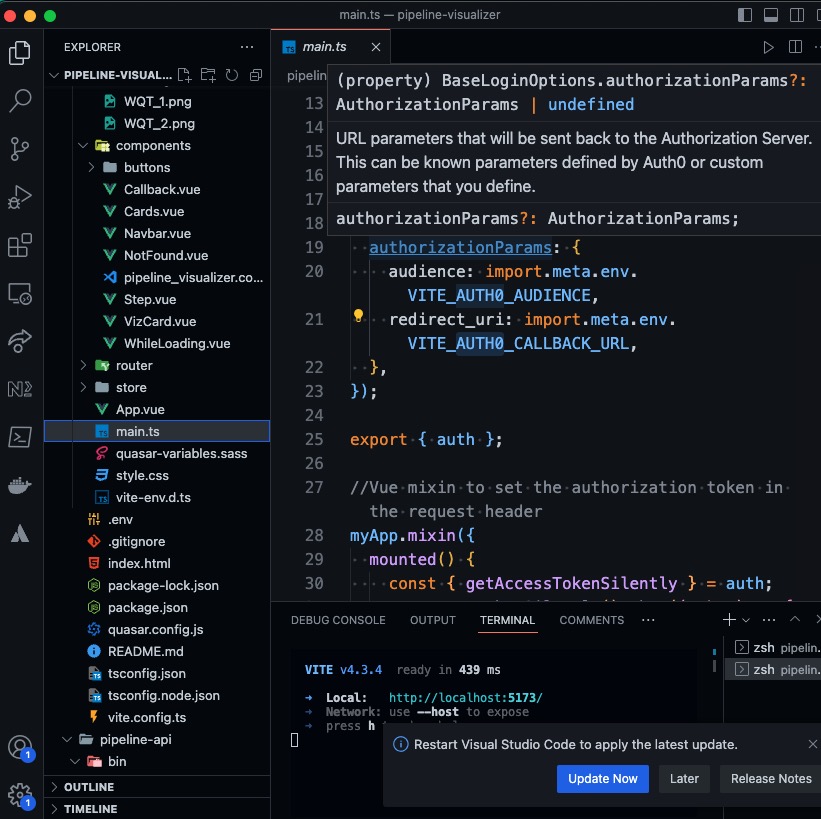 main.ts — pipeline-visualizer
EXPLORER
PIPELINE-VISUAL...
WQT_1.png
WQT_2.png
components
buttons
Callback.vue
Cards.vue
Navbar.vue
NotFound.vue
pipeline_visualizer.co...
Step.vue
VizCard.vue
WhileLoading.vue
router
store
App.vue
main.ts
quasar-variables.sass
style.css
vite-env.d.ts
.env
.gitignore
index.html
package-lock.json
package.json
quasar.config.js
README.md
tsconfig.json
tsconfig.node.json
vite.config.ts
pipeline-api
bin
OUTLINE
TIMELINE
1
1
main.ts
pipelin
(property) BaseLoginOptions.authorizationParams?:
AuthorizationParams | undefined
URL parameters that will be sent back to the Authorization Server.
This can be known parameters defined by Auth0 or custom
parameters that you define.
authorizationParams?: AuthorizationParams;
13
14
15
16
17
18
19 authorizationParams: {
20 audience: import.meta.env.
VITE_AUTH0_AUDIENCE,
21 redirect_uri: import.meta.env.
VITE_AUTH0_CALLBACK_URL,
22 },
23 });
24
25 export { auth };
26
27 //Vue mixin to set the authorization token in
the request header
28 myApp.mixin({
29 mounted() {
30 const { getAccessTokenSilently } = auth;
DEBUG CONSOLE OUTPUT TERMINAL COMMENTS
VITE v4.3.4 ready in 439 ms
➜ Local: http://localhost:5173/
➜ Network: use --host to expose
➜ press h
zsh pipelin.
zsh pipelin.
Restart Visual Studio Code to apply the latest update.
Update Now Later Release Notes